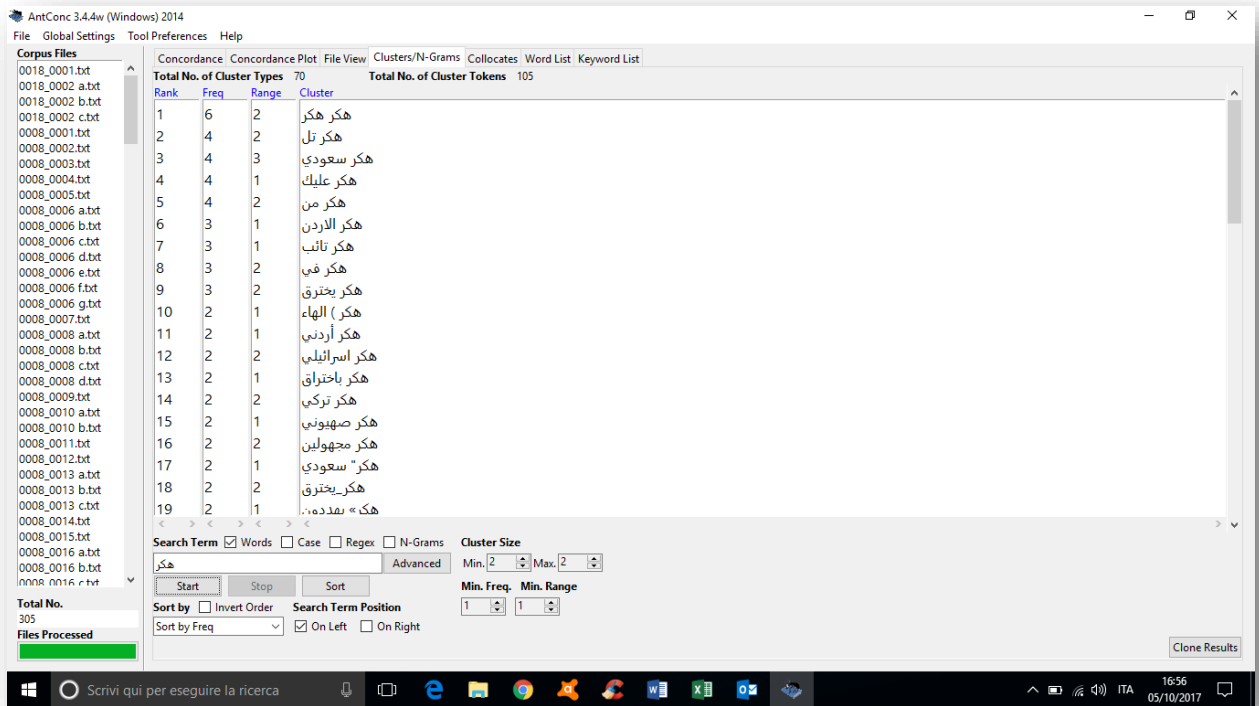 AntConc 3.4.4w (Windows) 2014
File Global Settings Tool Preferences Help
Corpus Files
0018_0001.txt
0018_0002 a.txt
0018_0002 b.txt
0018_0002 c.txt
0008_0001.txt
0008_0002.txt
0008_0003.txt
0008_0004.txt
0008_0005.txt
0008_0006 a.txt
0008_0006 b.txt
0008_0006 c.txt
0008_0006 d.txt
0008_0006 e.txt
0008_0006 f.txt
0008_0006 g.txt
0008_0007.txt
0008_0008 a.txt
0008_0008 b.txt
0008_0008 c.txt
0008_0008 d.txt
0008_0009.txt
0008_0010 a.txt
0008_0010 b.txt
0008_0011.txt
0008_0012.txt
0008_0013 a.txt
0008_0013 b.txt
0008_0013 c.txt
0008_0014.txt
0008_0015.txt
0008_0016 a.txt
0008_0016 b.txt
0008_0016 c.txt
Total No.
305
Files Processed
Concordance Concordance Plot File View Clusters/N-Grams Collocates Word List Keyword List
Total No. of Cluster Types 70 Total No. of Cluster Tokens 105
Rank Freq Range Cluster
1 6 2 هكر هكر
2 4 2 هكر تل
3 4 3 هكر سعودي
4 4 1 هكر عليك
5 4 2 هكر من
6 3 1 هكر الاردن
7 3 1 هكر تائب
8 3 2 هكر في
9 3 2 هكر يخترق
10 2 1 هكر ) الهاء
11 2 1 هكر أردني
12 2 2 هكر اسرائيلي
13 2 1 هكر باختراق
14 2 2 هكر تركي
15 2 1 هكر صهيوني
16 2 2 هكر مجهولين
17 2 1 هكر" سعودي
18 2 2 هكر_يخترق
19 2 1 هكر» يهددون
Search Term Words Case Regex N-Grams Cluster Size
هكر Advanced Min. 2 Max. 2
Start Stop Sort Min. Freq. Min. Range
Sort by Invert Order Search Term Position 1 1
Sort by Freq On Left On Right
Clone Results
Scrivi qui per eseguire la ricerca
ITA
16:56
05/10/2017